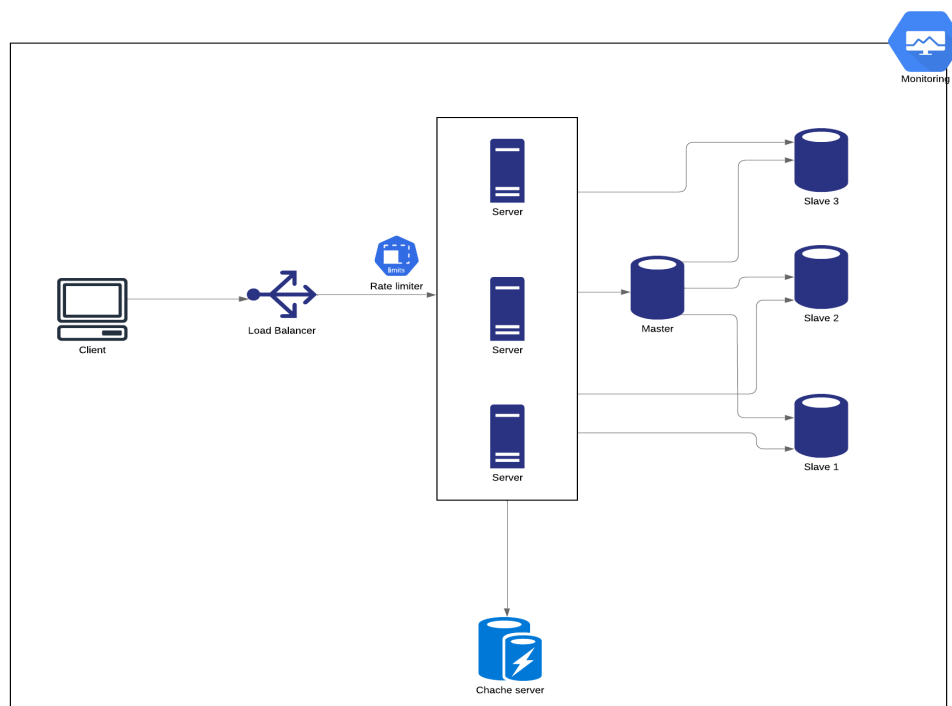 Monitoring
Server
Slave 3
limits
Rate limiter
Server
Master
Slave 2
Client
Load Balancer
Server
Slave 1
Chache server